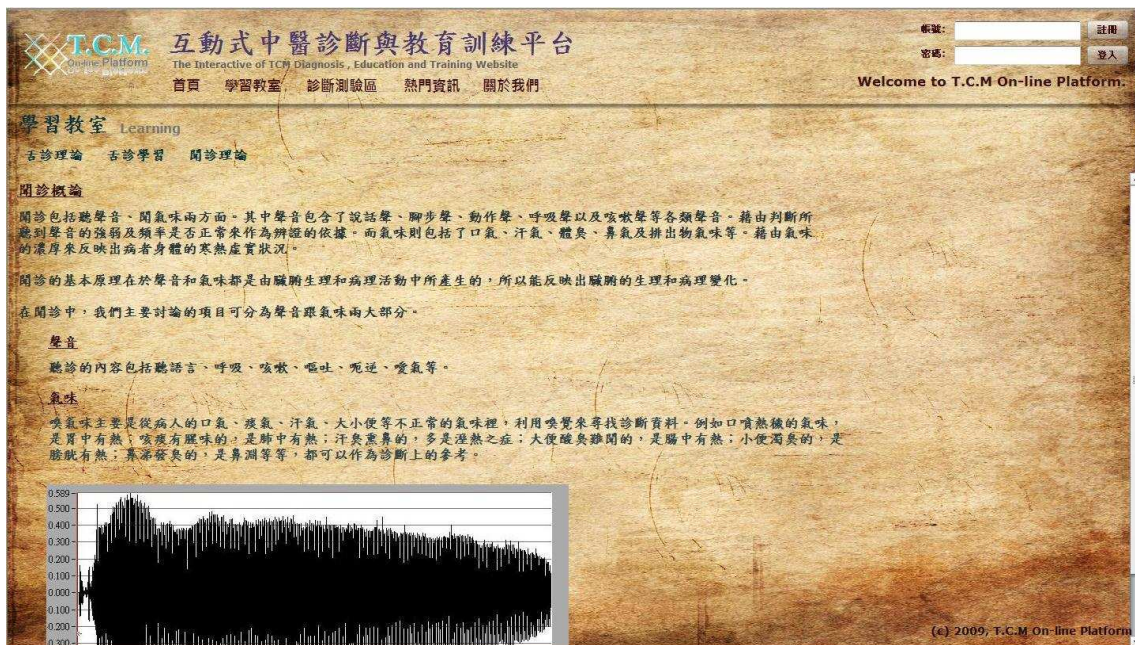 T.C.M.
On-line Platform
互動式中醫診斷與教育訓練平台
The Interactive of TCM Diagnosis , Education and Training Website
首頁 學習教室 診斷測驗區 熱門資訊 關於我們
帳號: 註冊
密碼: 登入
Welcome to T.C.M On-line Platform.
學習教室 Learning
舌診理論 舌診學習 聞診理論
聞診概論
聞診包括聽聲音、聞氣味兩方面。其中聲音包含了說話聲、腳步聲、動作聲、呼吸聲以及咳嗽聲等各類聲音。藉由判斷所
聽到聲音的強弱及頻率是否正常來作為辨證的依據。而氣味則包括了口氣、汗氣、體臭、鼻氣及排出物氣味等。藉由氣味
的濃厚來反映出病者身體的寒熱虛實狀況。
聞診的基本原理在於聲音和氣味都是由臟腑生理和病理活動中所產生的，所以能反映出臟腑的生理和病理變化。
在聞診中，我們主要討論的項目可分為聲音跟氣味兩大部分。
聲音
聽診的內容包括聽語言、呼吸、咳嗽、嘔吐、呃逆、噯氣等。
氣味
嗅氣味主要是從病人的口氣、痰氣、汗氣、大小便等不正常的氣味裡，利用嗅覺來尋找診斷資料。例如口噴熱穢的氣味，
是胃中有熱；咳痰有腥味的，是肺中有熱；汗臭熏鼻的，多是溼熱之症；大便酸臭難聞的，是腸中有熱；小便濁臭的，是
膀胱有熱；鼻涕發臭的，是鼻淵等等，都可以作為診斷上的參考。
0.589
0.500
0.400
0.300
0.200
0.100
0.000
-0.100
-0.200
-0.300
(c) 2009, T.C.M On-line Platform